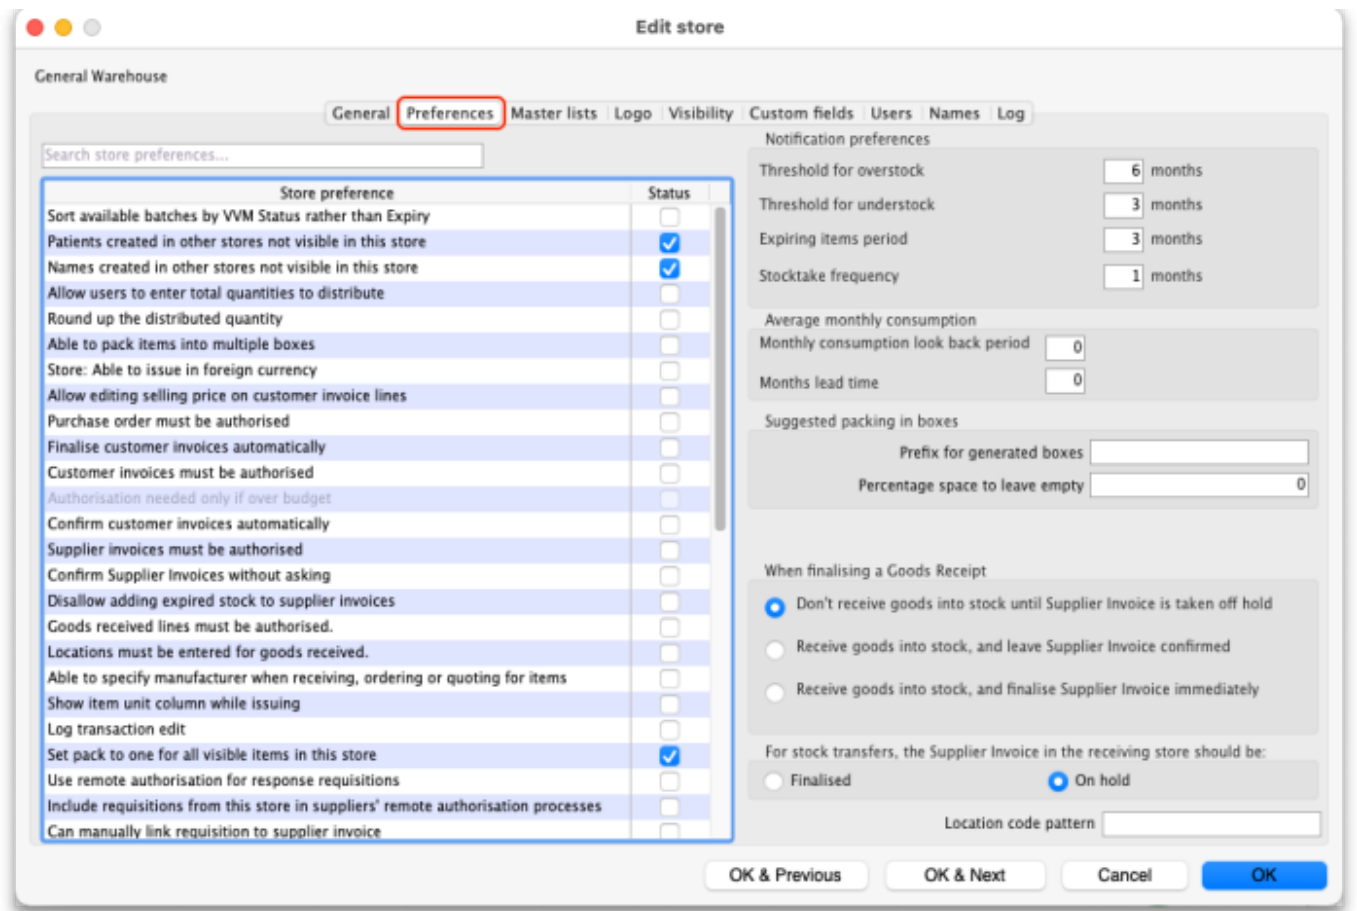 Edit store
General Warehouse
General Preferences Master lists Logo Visibility Custom fields Users Names Log
Search store preferences...
Store preference Status
Sort available batches by VVM Status rather than Expiry
Patients created in other stores not visible in this store
Names created in other stores not visible in this store
Allow users to enter total quantities to distribute
Round up the distributed quantity
Able to pack items into multiple boxes
Store: Able to issue in foreign currency
Allow editing selling price on customer invoice lines
Purchase order must be authorised
Finalise customer invoices automatically
Customer invoices must be authorised
Authorisation needed only if over budget
Confirm customer invoices automatically
Supplier invoices must be authorised
Confirm Supplier Invoices without asking
Disallow adding expired stock to supplier invoices
Goods received lines must be authorised.
Locations must be entered for goods received.
Able to specify manufacturer when receiving, ordering or quoting for items
Show item unit column while issuing
Log transaction edit
Set pack to one for all visible items in this store
Use remote authorisation for response requisitions
Include requisitions from this store in suppliers' remote authorisation processes
Can manually link requisition to supplier invoice
Notification preferences
Threshold for overstock 6 months
Threshold for understock 3 months
Expiring items period 3 months
Stocktake frequency 1 months
Average monthly consumption
Monthly consumption look back period 0
Months lead time 0
Suggested packing in boxes
Prefix for generated boxes
Percentage space to leave empty 0
When finalising a Goods Receipt
Don't receive goods into stock until Supplier Invoice is taken off hold
Receive goods into stock, and leave Supplier Invoice confirmed
Receive goods into stock, and finalise Supplier Invoice immediately
For stock transfers, the Supplier Invoice in the receiving store should be:
Finalised On hold
Location code pattern
OK & Previous OK & Next Cancel OK